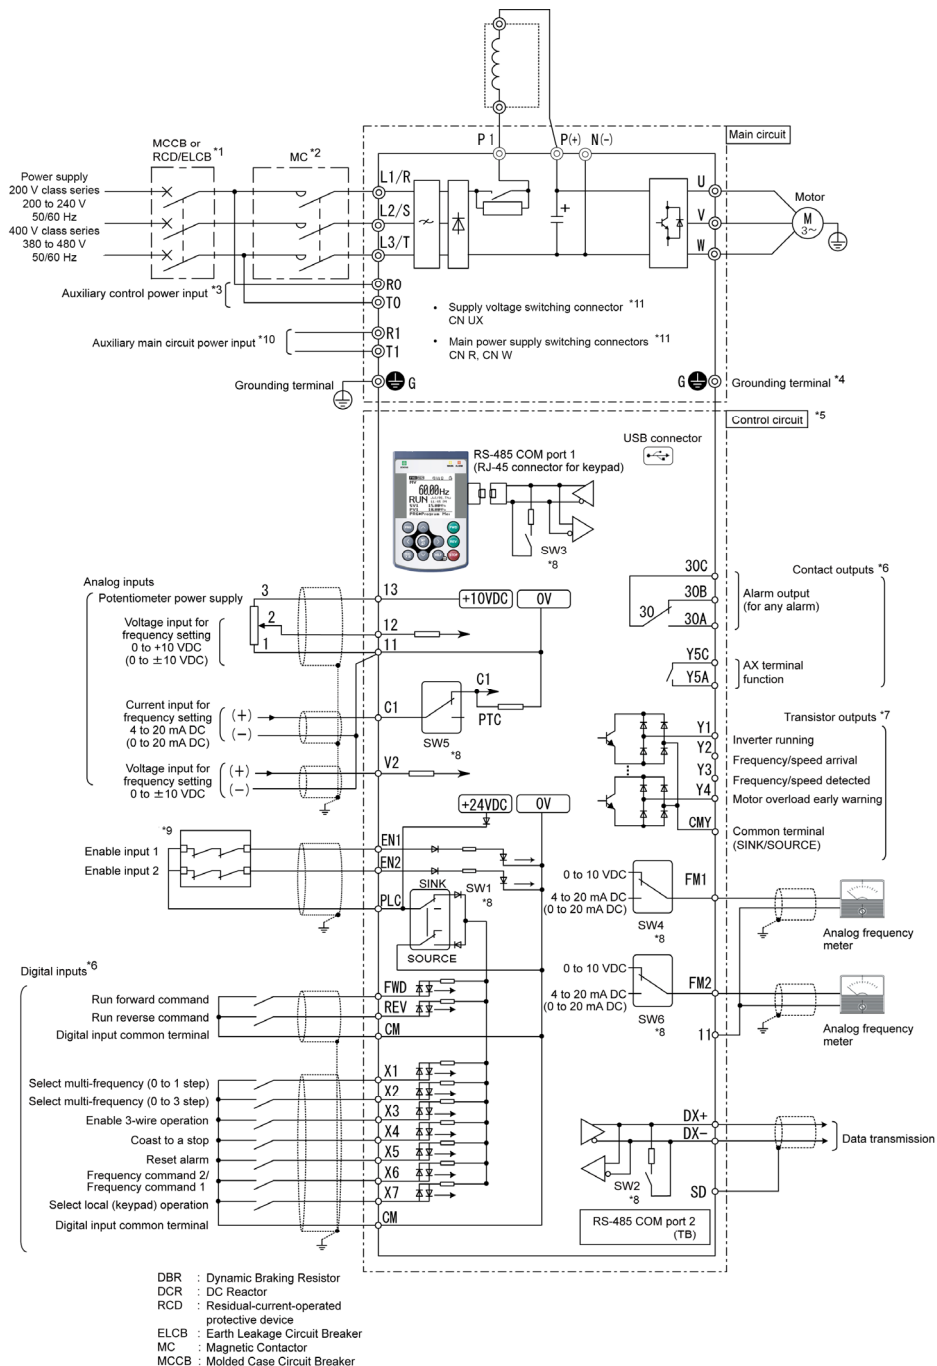 P1
P(+)
N(-)
Main circuit
MCCB or
RCD/ELCB *1
MC *2
Power supply
200 V class series
200 to 240 V
50/60 Hz
400 V class series
380 to 480 V
50/60 Hz
L1/R
L2/S
L3/T
+
U
V
W
Motor
M
3~
Auxiliary control power input *3
R0
T0
• Supply voltage switching connector *11
CN UX
Auxiliary main circuit power input *10
R1
T1
• Main power supply switching connectors *11
CN R, CN W
Grounding terminal
G
G
Grounding terminal *4
Control circuit *5
USB connector
RS-485 COM port 1
(RJ-45 connector for keypad)
60.00Hz
RUN
SW3
*8
Contact outputs *6
30C
30B
30A
30
Alarm output
(for any alarm)
Y5C
Y5A
AX terminal
function
Analog inputs
Potentiometer power supply
3
2
1
13
12
11
+10VDC
0V
Voltage input for
frequency setting
0 to +10 VDC
(0 to ±10 VDC)
Current input for
frequency setting
4 to 20 mA DC
(0 to 20 mA DC)
(+)
(−)
C1
C1
PTC
SW5
*8
Voltage input for
frequency setting
0 to ±10 VDC
(+)
(−)
V2
Transistor outputs *7
Y1
Inverter running
Y2
Frequency/speed arrival
Y3
Frequency/speed detected
Y4
Motor overload early warning
CMY
Common terminal
(SINK/SOURCE)
+24VDC
0V
*9
Enable input 1
Enable input 2
EN1
EN2
PLC
SINK
SW1
*8
SOURCE
0 to 10 VDC
4 to 20 mA DC
(0 to 20 mA DC)
SW4
*8
FM1
Analog frequency
meter
0 to 10 VDC
4 to 20 mA DC
(0 to 20 mA DC)
SW6
*8
FM2
11
Analog frequency
meter
Digital inputs *6
Run forward command
Run reverse command
Digital input common terminal
FWD
REV
CM
Select multi-frequency (0 to 1 step)
Select multi-frequency (0 to 3 step)
Enable 3-wire operation
Coast to a stop
Reset alarm
Frequency command 2/
Frequency command 1
Select local (keypad) operation
Digital input common terminal
X1
X2
X3
X4
X5
X6
X7
CM
DX+
DX−
SD
Data transmission
SW2
*8
RS-485 COM port 2
(TB)
DBR : Dynamic Braking Resistor
DCR : DC Reactor
RCD : Residual-current-operated
protective device
ELCB : Earth Leakage Circuit Breaker
MC : Magnetic Contactor
MCCB : Molded Case Circuit Breaker